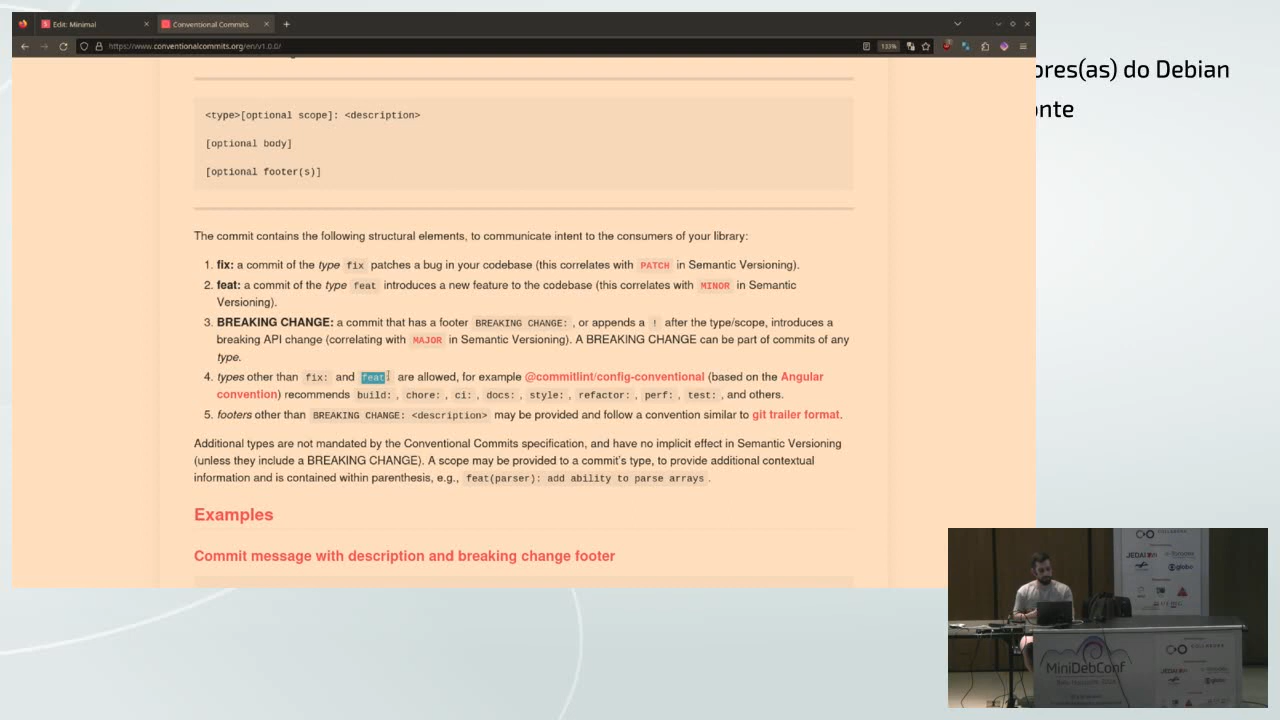 Edit: Minimal
Conventional Commits
https://www.conventionalcommits.org/en/v1.0.0/
133%
ores(as) do Debian
onte
<type>[optional scope]: <description>
[optional body]
[optional footer(s)]
The commit contains the following structural elements, to communicate intent to the consumers of your library:
1. fix: a commit of the type fix patches a bug in your codebase (this correlates with PATCH in Semantic Versioning).
2. feat: a commit of the type feat introduces a new feature to the codebase (this correlates with MINOR in Semantic
Versioning).
3. BREAKING CHANGE: a commit that has a footer BREAKING CHANGE:, or appends a ! after the type/scope, introduces a
breaking API change (correlating with MAJOR in Semantic Versioning). A BREAKING CHANGE can be part of commits of any
type.
4. types other than fix: and feat: are allowed, for example @commitlint/config-conventional (based on the Angular
convention) recommends build:, chore:, ci:, docs:, style:, refactor:, perf:, test:, and others.
5. footers other than BREAKING CHANGE: <description> may be provided and follow a convention similar to git trailer format.
Additional types are not mandated by the Conventional Commits specification, and have no implicit effect in Semantic Versioning
(unless they include a BREAKING CHANGE). A scope may be provided to a commit's type, to provide additional contextual
information and is contained within parenthesis, e.g., feat(parser): add ability to parse arrays.
Examples
Commit message with description and breaking change footer
COLLABORA
JEDAI
globo
MiniDebConf
COLLABORA
JEDAI
globo